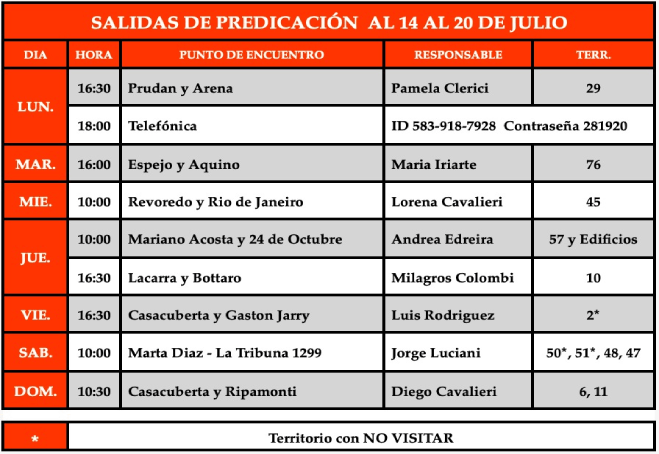 SALIDAS DE PREDICACIÓN AL 14 AL 20 DE JULIO
DIA HORA PUNTO DE ENCUENTRO RESPONSABLE TERR.
LUN. 16:30 Prudan y Arena Pamela Clerici 29
18:00 Telefónica ID 583-918-7928 Contraseña 281920
MAR. 16:00 Espejo y Aquino Maria Iriarte 76
MIE. 10:00 Revoredo y Rio de Janeiro Lorena Cavalieri 45
JUE. 10:00 Mariano Acosta y 24 de Octubre Andrea Edreira 57 y Edificios
16:30 Lacarra y Bottaro Milagros Colombi 10
VIE. 16:30 Casacuberta y Gaston Jarry Luis Rodriguez 2*
SAB. 10:00 Marta Diaz - La Tribuna 1299 Jorge Luciani 50*, 51*, 48, 47
DOM. 10:30 Casacuberta y Ripamonti Diego Cavalieri 6, 11
* Territorio con NO VISITAR